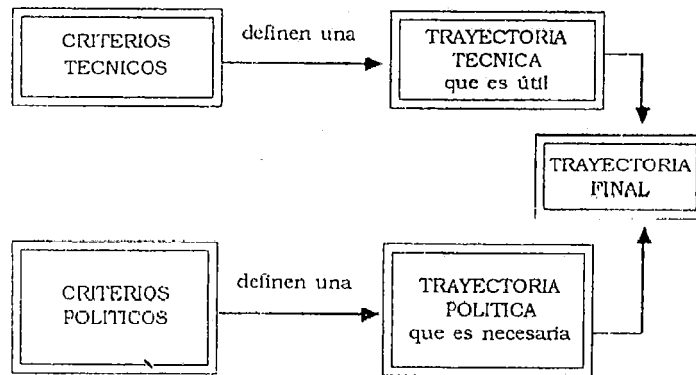 CRITERIOS
TECNICOS
definen una
TRAYECTORIA
TECNICA
que es útil
TRAYECTORIA
FINAL
CRITERIOS
POLITICOS
definen una
TRAYECTORIA
POLITICA
que es necesaria